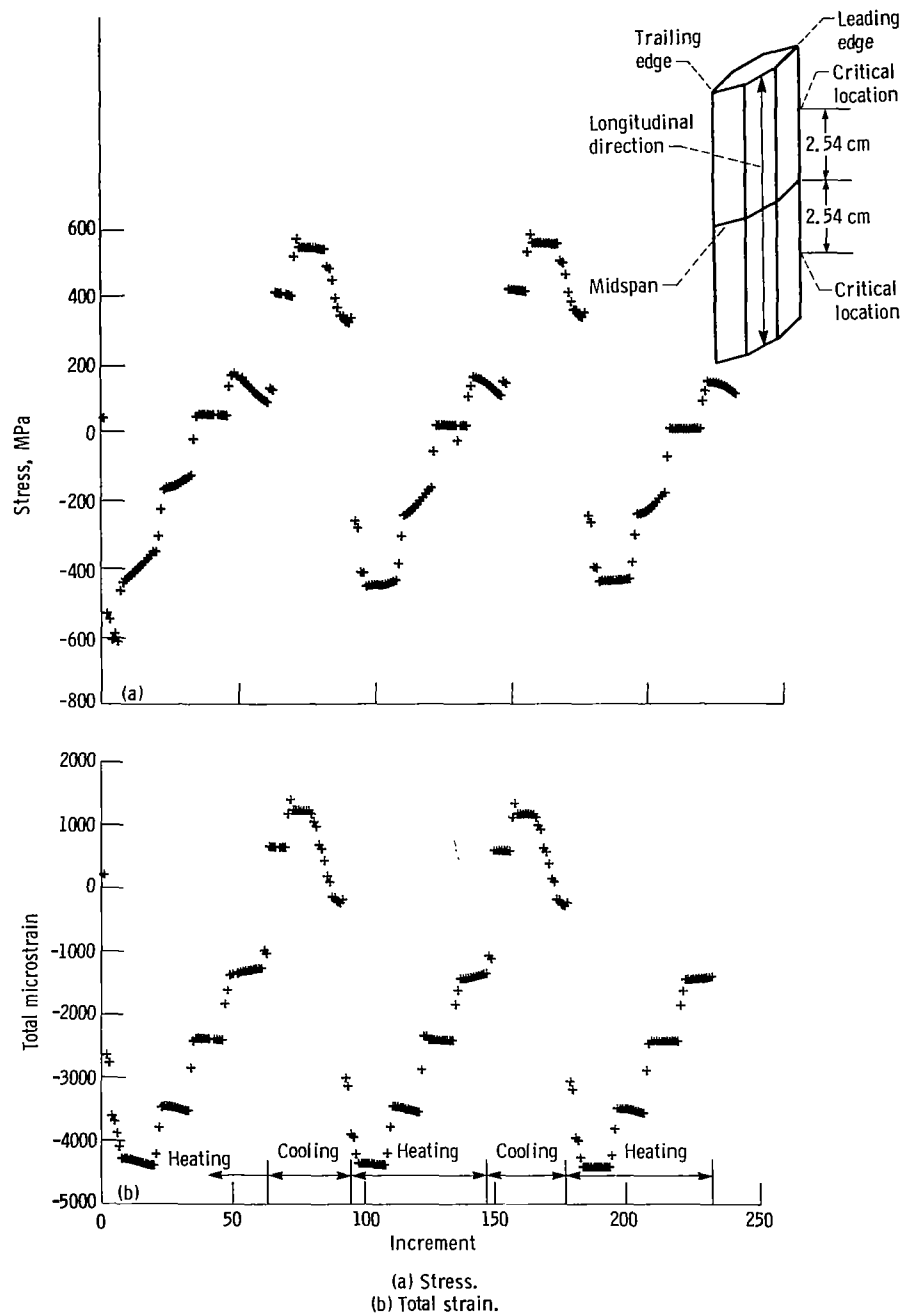 Trailing edge
Leading edge
Critical location
Longitudinal direction
2.54 cm
2.54 cm
Midspan
Critical location
600
400
200
0
-200
-400
-600
-800
Stress, MPa
(a)
2000
1000
0
-1000
-2000
-3000
-4000
-5000
Total microstrain
Heating
Cooling
Heating
Cooling
Heating
(b)
0
50
100
150
200
250
Increment
(a) Stress.
(b) Total strain.